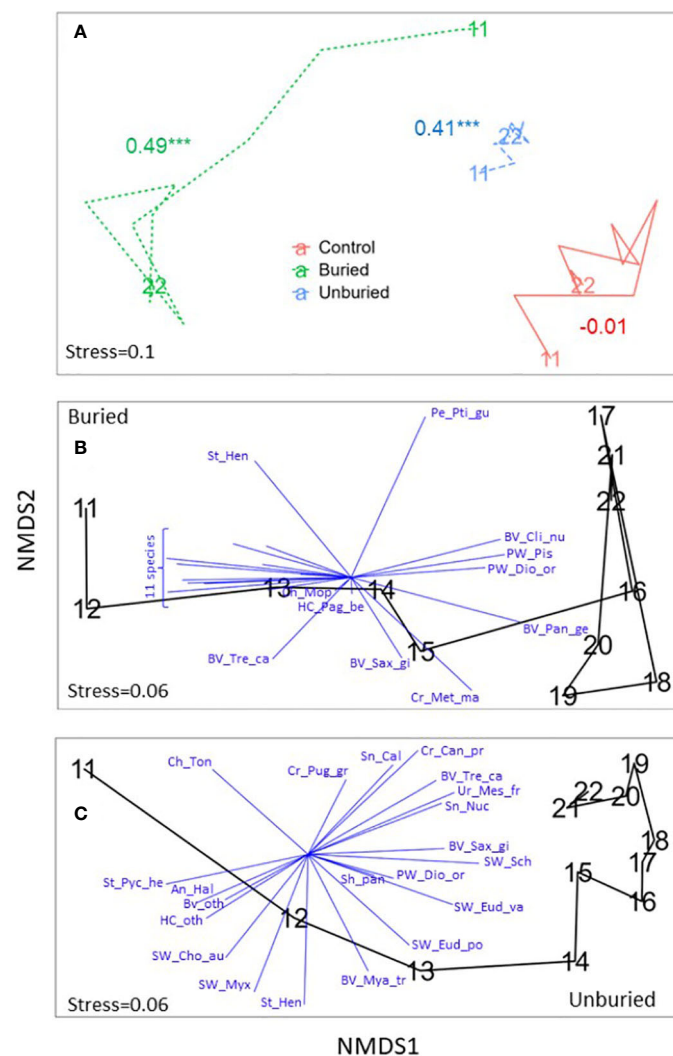 A
11
0.49***
0.41***
22
11
a Control
a Buried
a Unburied
22
22
-0.01
11
Stress=0.1
Buried
B
17
Pe_Pti_gu
St_Hen
21
11
22
BV_Cli_nu
PW_Pis
PW_Dio_or
11 species
12
13
14
16
HC_Pag_be
BV_Pan_ge
BV_Tre_ca
BV_Sax_gi
15
20
Cr_Met_ma
19
18
Stress=0.06
NMDS2
C
11
Ch_Ton
Cr_Pug_gr
Sn_Cal
Cr_Can_pr
BV_Tre_ca
Ur_Mes_fr
Sn_Nuc
19
22
20
21
18
BV_Sax_gi
SW_Sch
17
15
16
St_Pyc_he
An_Hal
Bv_oth
HC_oth
Sh_pan
PW_Dio_or
SW_Eud_va
12
SW_Cho_au
SW_Eud_po
13
14
SW_Myx
St_Hen
BV_Mya_tr
Stress=0.06
Unburied
NMDS1